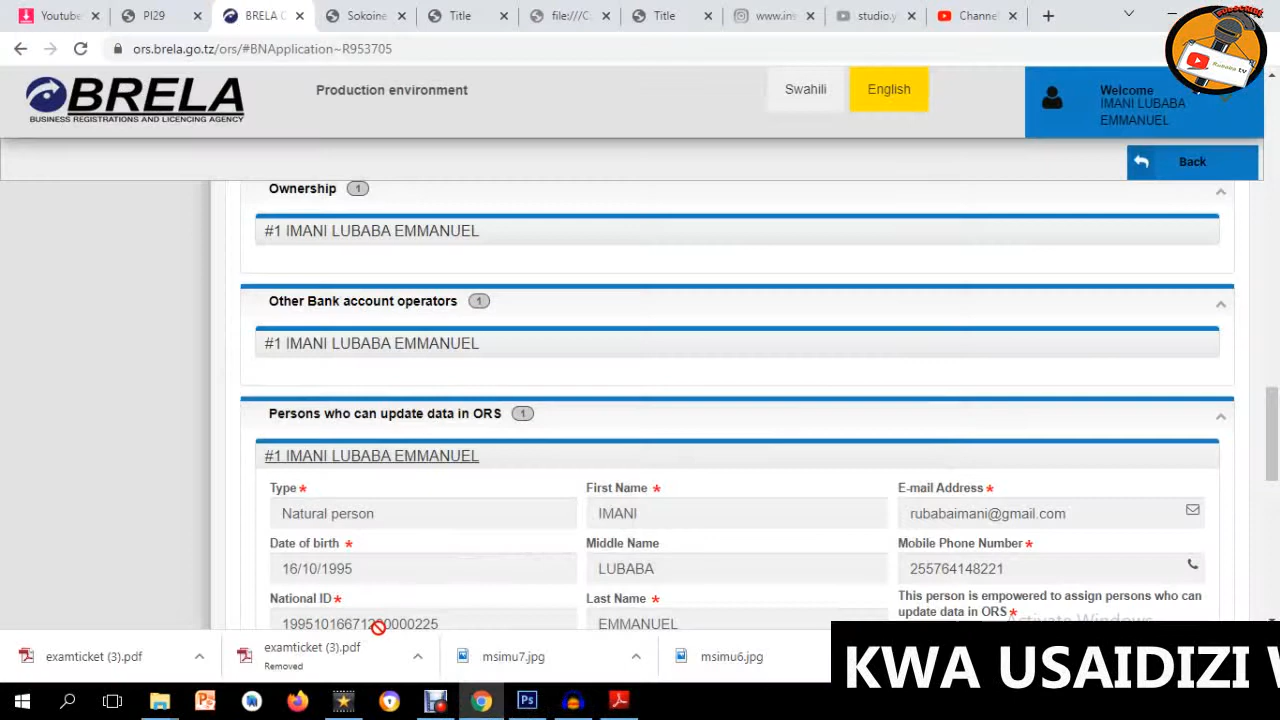 Youtube
PI29
BRELA
Sokoine
Title
file:///C
Title
www.in
studio.y
Channe
ors.brela.go.tz/ors/#BNApplication~R953705
SUBSCRIBE
Rubaba tv
BRELA
BUSINESS REGISTRATIONS AND LICENCING AGENCY
Production environment
Swahili
English
Welcome
IMANI LUBABA
EMMANUEL
Back
Ownership 1
#1 IMANI LUBABA EMMANUEL
Other Bank account operators 1
#1 IMANI LUBABA EMMANUEL
Persons who can update data in ORS 1
#1 IMANI LUBABA EMMANUEL
Type * First Name * E-mail Address *
Natural person IMANI rubabaimani@gmail.com
Date of birth * Middle Name Mobile Phone Number *
16/10/1995 LUBABA 255764148221
National ID * Last Name * This person is empowered to assign persons who can
update data in ORS *
EMMANUEL
Activate Windows
examticket (3).pdf
examticket (3).pdf
Removed
msimu7.jpg
msimu6.jpg
KWA USAIDIZI